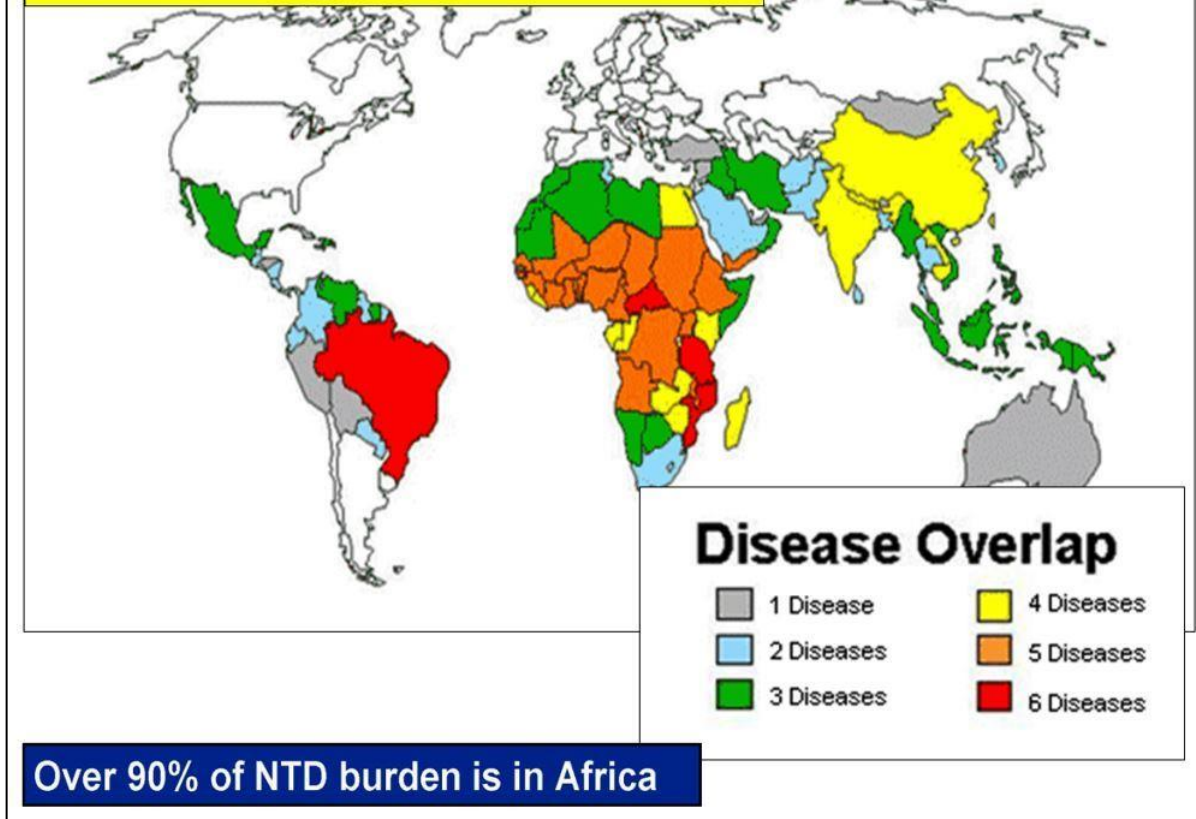 Disease Overlap
1 Disease
4 Diseases
2 Diseases
5 Diseases
3 Diseases
6 Diseases
Over 90% of NTD burden is in Africa